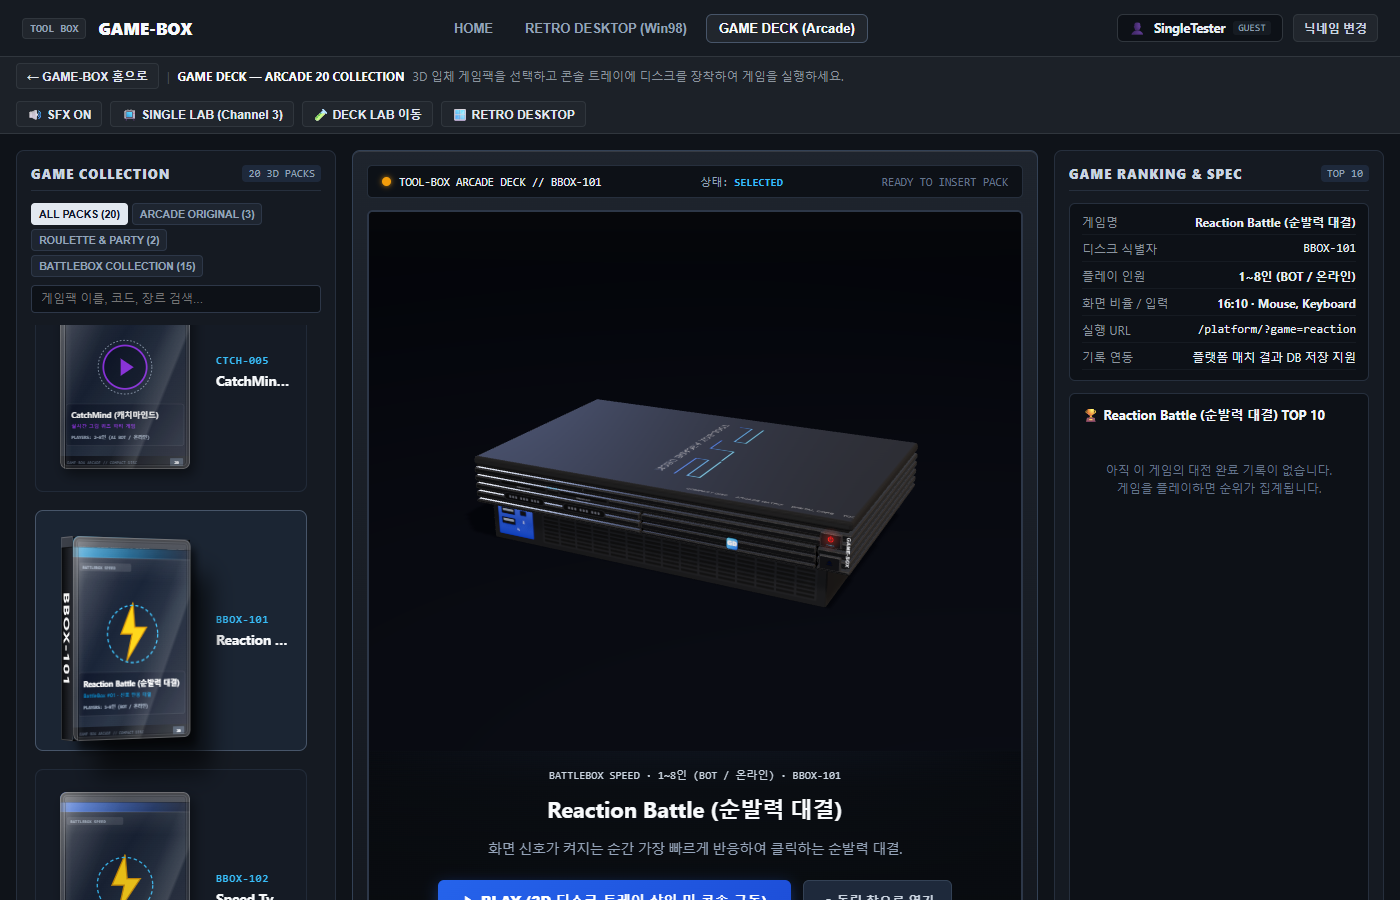 TOOL BOX
GAME-BOX
HOME
RETRO DESKTOP (Win98)
GAME DECK (Arcade)
SingleTester
GUEST
닉네임 변경
← GAME-BOX 홈으로
GAME DECK — ARCADE 20 COLLECTION
3D 입체 게임팩을 선택하고 콘솔 트레이에 디스크를 장착하여 게임을 실행하세요.
SFX ON
SINGLE LAB (Channel 3)
DECK LAB 이동
RETRO DESKTOP
GAME COLLECTION
20 3D PACKS
ALL PACKS (20)
ARCADE ORIGINAL (3)
ROULETTE & PARTY (2)
BATTLEBOX COLLECTION (15)
게임팩 이름, 코드, 장르 검색...
CatchMind (캐치마인드)
CTCH-005
CatchMin...
BATTLEBOX SPEED
BBOX-101
Reaction Battle (순발력 대결)
BBOX-101
Reaction ...
BATTLEBOX SPEED
BBOX-102
TOOL-BOX ARCADE DECK // BBOX-101
상태: SELECTED
READY TO INSERT PACK
GAME-BOX
BATTLEBOX SPEED · 1~8인 (BOT / 온라인) · BBOX-101
Reaction Battle (순발력 대결)
화면 신호가 켜지는 순간 가장 빠르게 반응하여 클릭하는 순발력 대결.
GAME RANKING & SPEC
TOP 10
게임명
Reaction Battle (순발력 대결)
디스크 식별자
BBOX-101
플레이 인원
1~8인 (BOT / 온라인)
화면 비율 / 입력
16:10 · Mouse, Keyboard
실행 URL
/platform/?game=reaction
기록 연동
플랫폼 매치 결과 DB 저장 지원
Reaction Battle (순발력 대결) TOP 10
아직 이 게임의 대전 완료 기록이 없습니다.
게임을 플레이하면 순위가 집계됩니다.